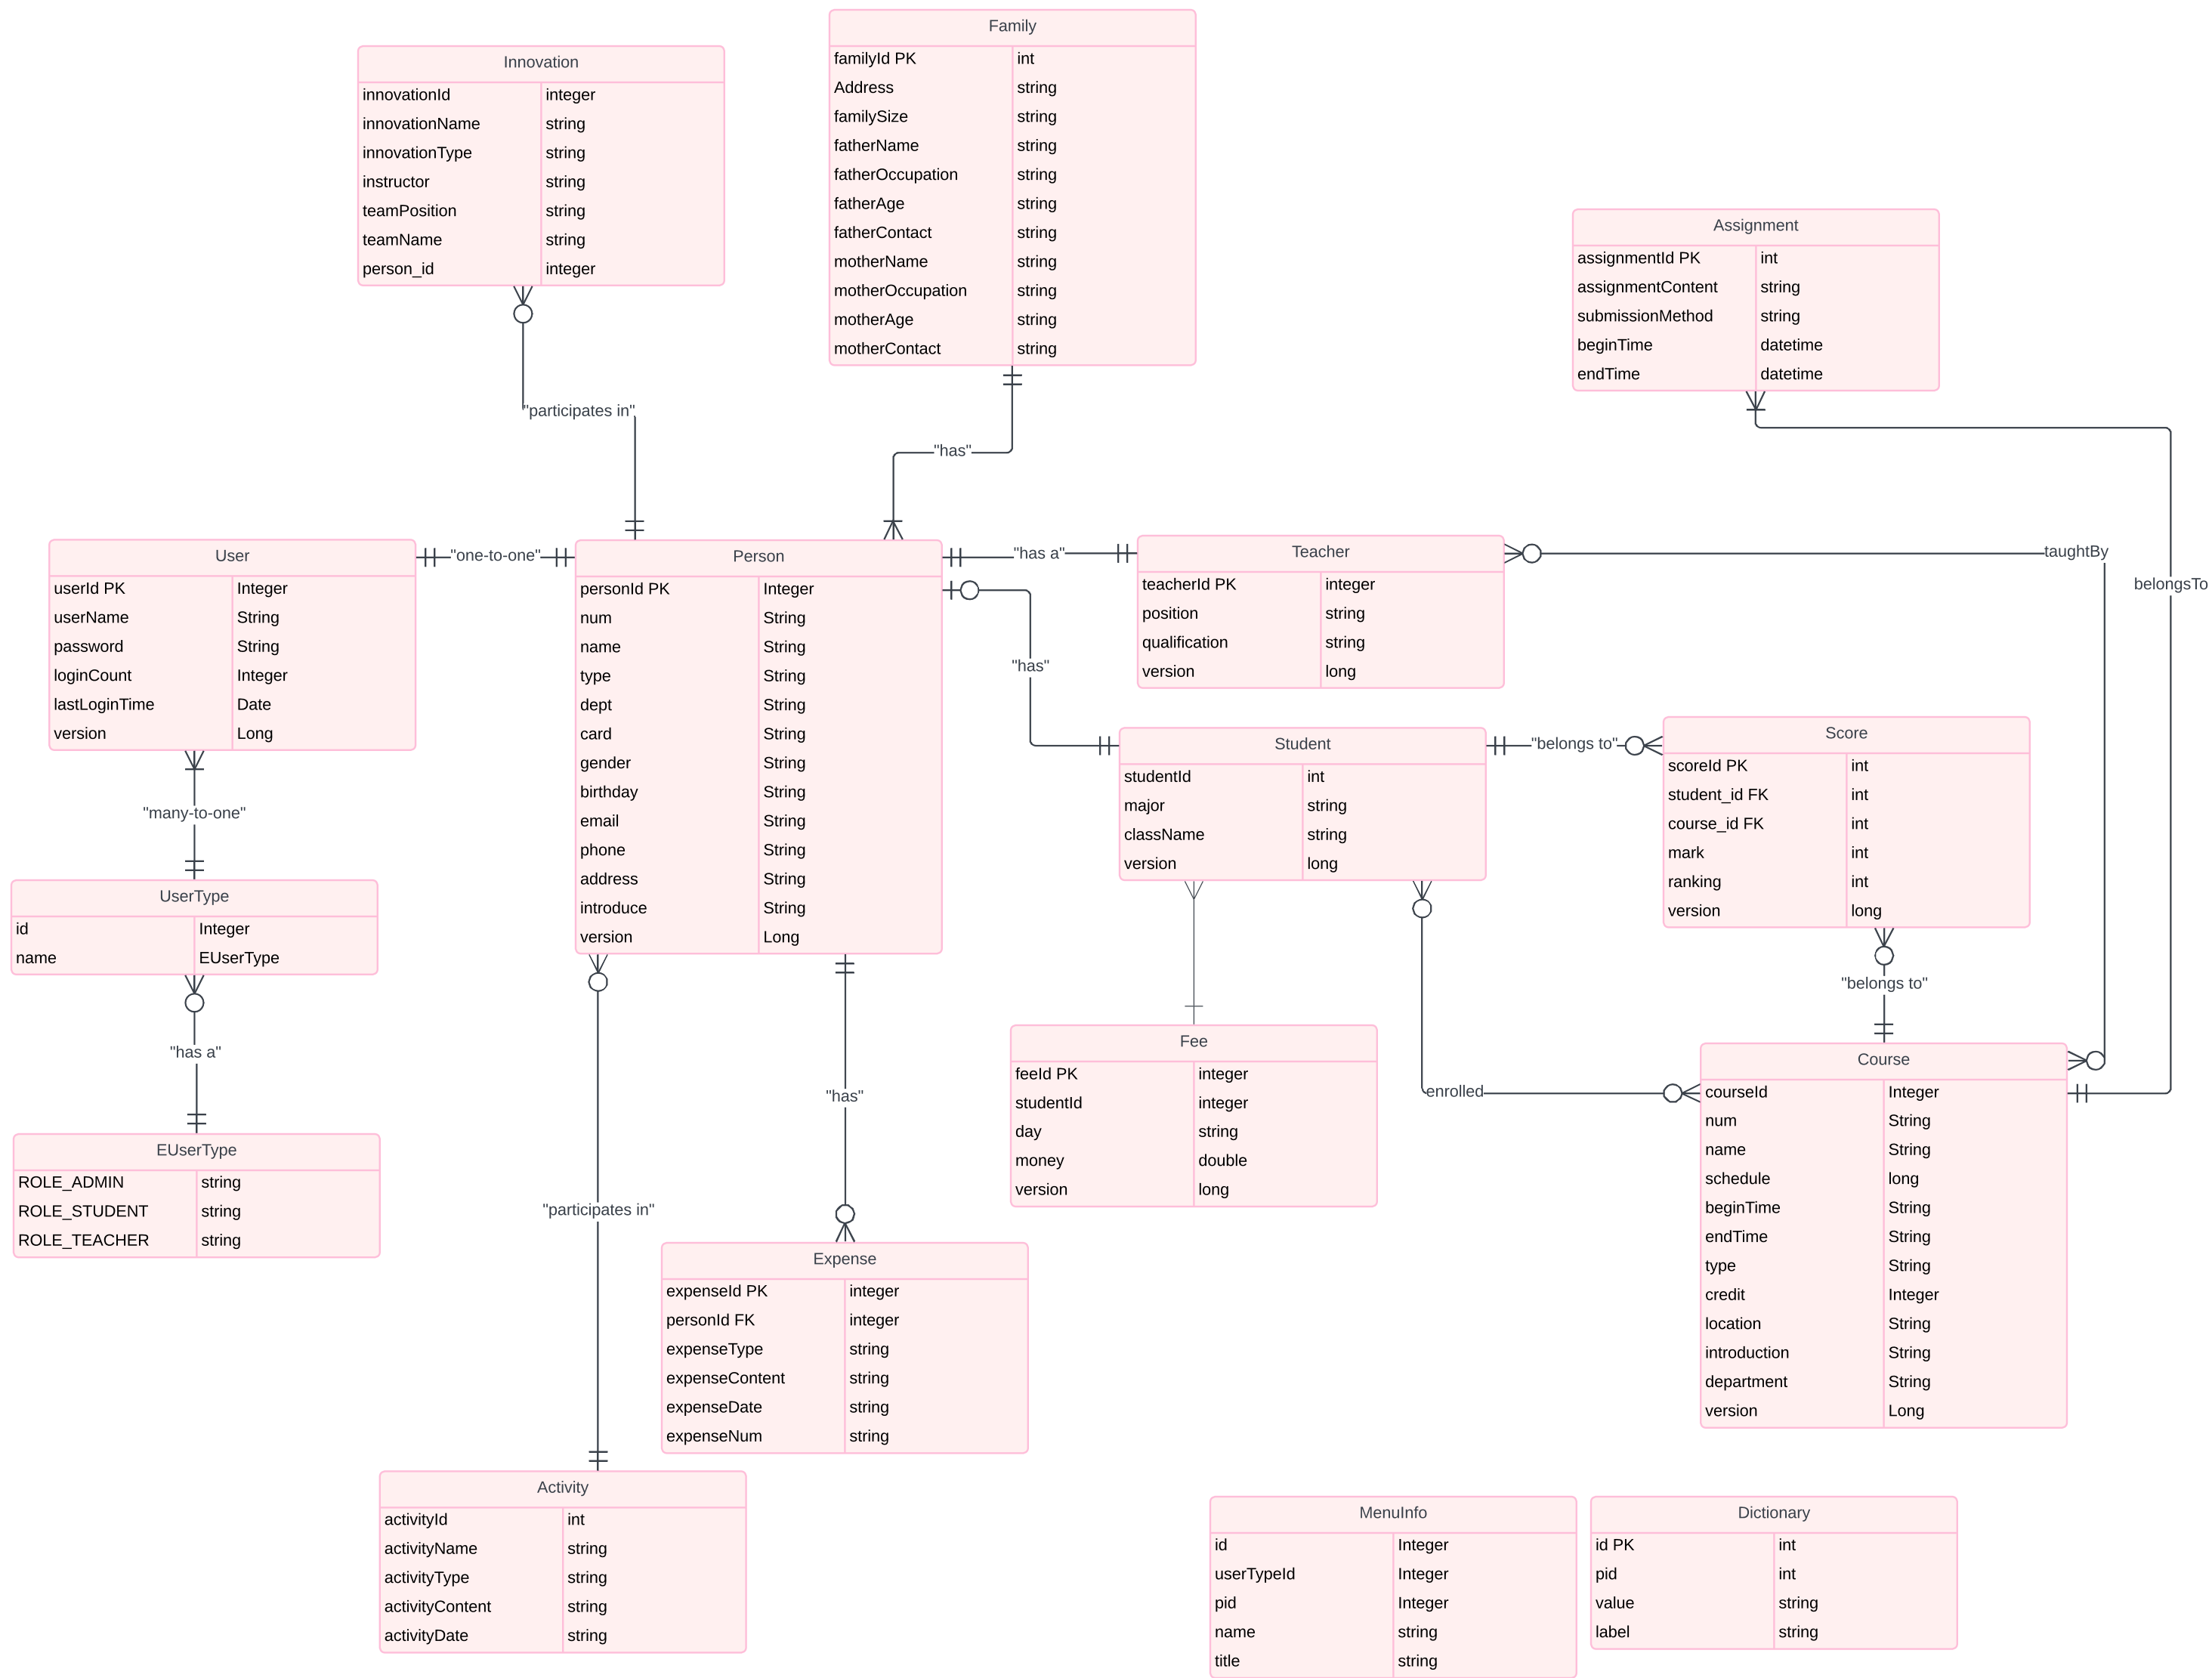 Family
familyId PK int
Address string
familySize string
fatherName string
fatherOccupation string
fatherAge string
fatherContact string
motherName string
motherOccupation string
motherAge string
motherContact string
Innovation
innovationId integer
innovationName string
innovationType string
instructor string
teamPosition string
teamName string
person_id integer
Assignment
assignmentId PK int
assignmentContent string
submissionMethod string
beginTime datetime
endTime datetime
"participates in"
"has"
User
userId PK Integer
userName String
password String
loginCount Integer
lastLoginTime Date
version Long
"one-to-one"
Person
personId PK Integer
num String
name String
type String
dept String
card String
gender String
birthday String
email String
phone String
address String
introduce String
version Long
"has a"
Teacher
teacherId PK integer
position string
qualification string
version long
taughtBy
belongsTo
"has"
Student
studentId int
major string
className string
version long
"belongs to"
Score
scoreId PK int
student_id FK int
course_id FK int
mark int
ranking int
version long
"many-to-one"
UserType
id Integer
name EUserType
"has a"
EUserType
ROLE_ADMIN string
ROLE_STUDENT string
ROLE_TEACHER string
"belongs to"
Fee
feeId PK integer
studentId integer
day string
money double
version long
enrolled
Course
courseId Integer
num String
name String
schedule long
beginTime String
endTime String
type String
credit Integer
location String
introduction String
department String
version Long
"has"
"participates in"
Expense
expenseId PK integer
personId FK integer
expenseType string
expenseContent string
expenseDate string
expenseNum string
Activity
activityId int
activityName string
activityType string
activityContent string
activityDate string
MenuInfo
id Integer
userTypeId Integer
pid Integer
name string
title string
Dictionary
id PK int
pid int
value string
label string